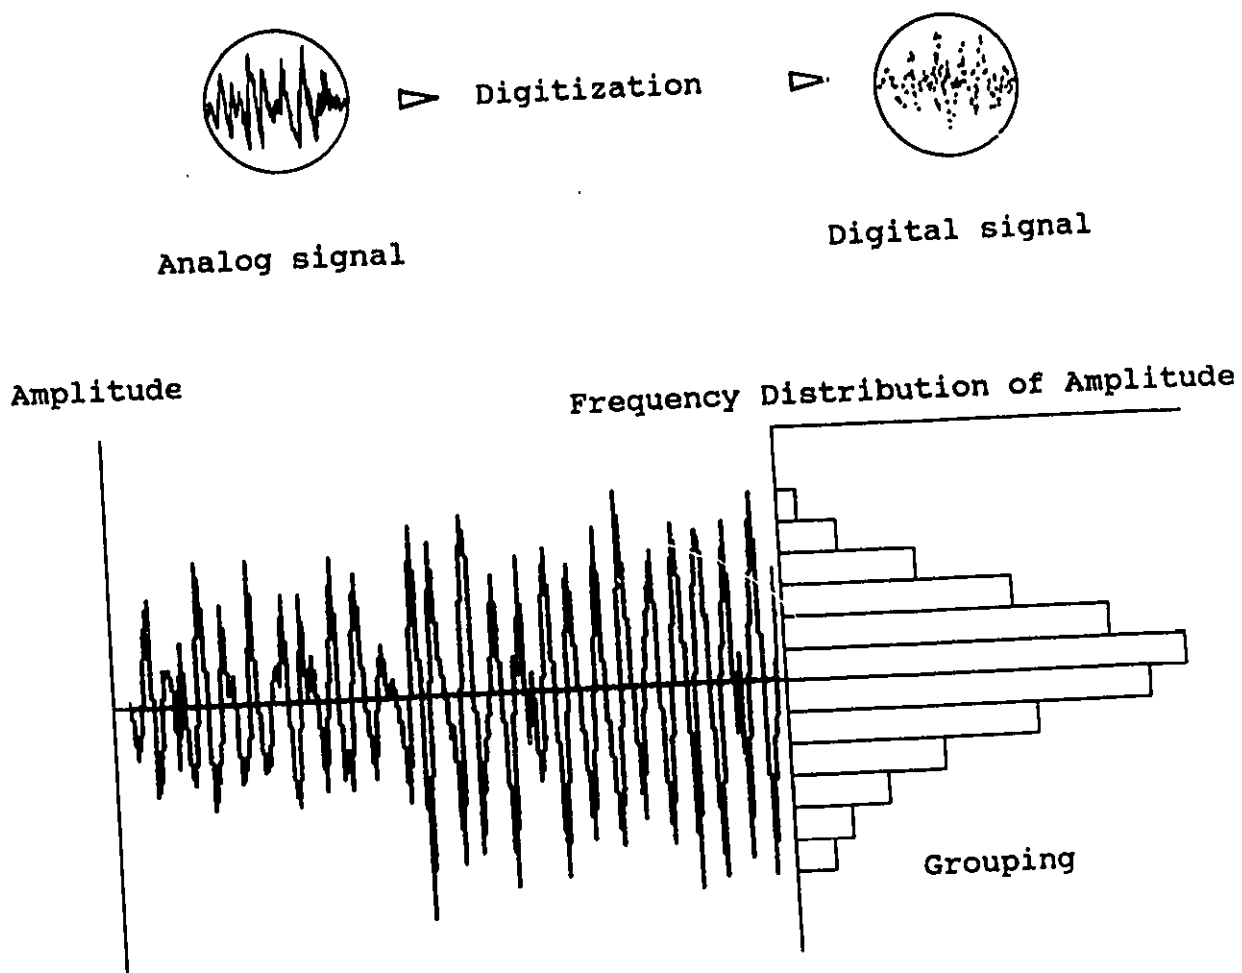 Digitization
Analog signal
Digital signal
Amplitude
Frequency Distribution of Amplitude
Grouping